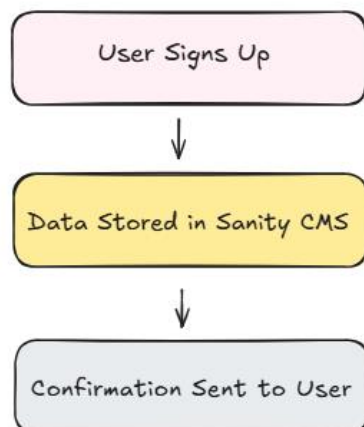 User Signs Up
Data Stored in Sanity CMS
Confirmation Sent to User